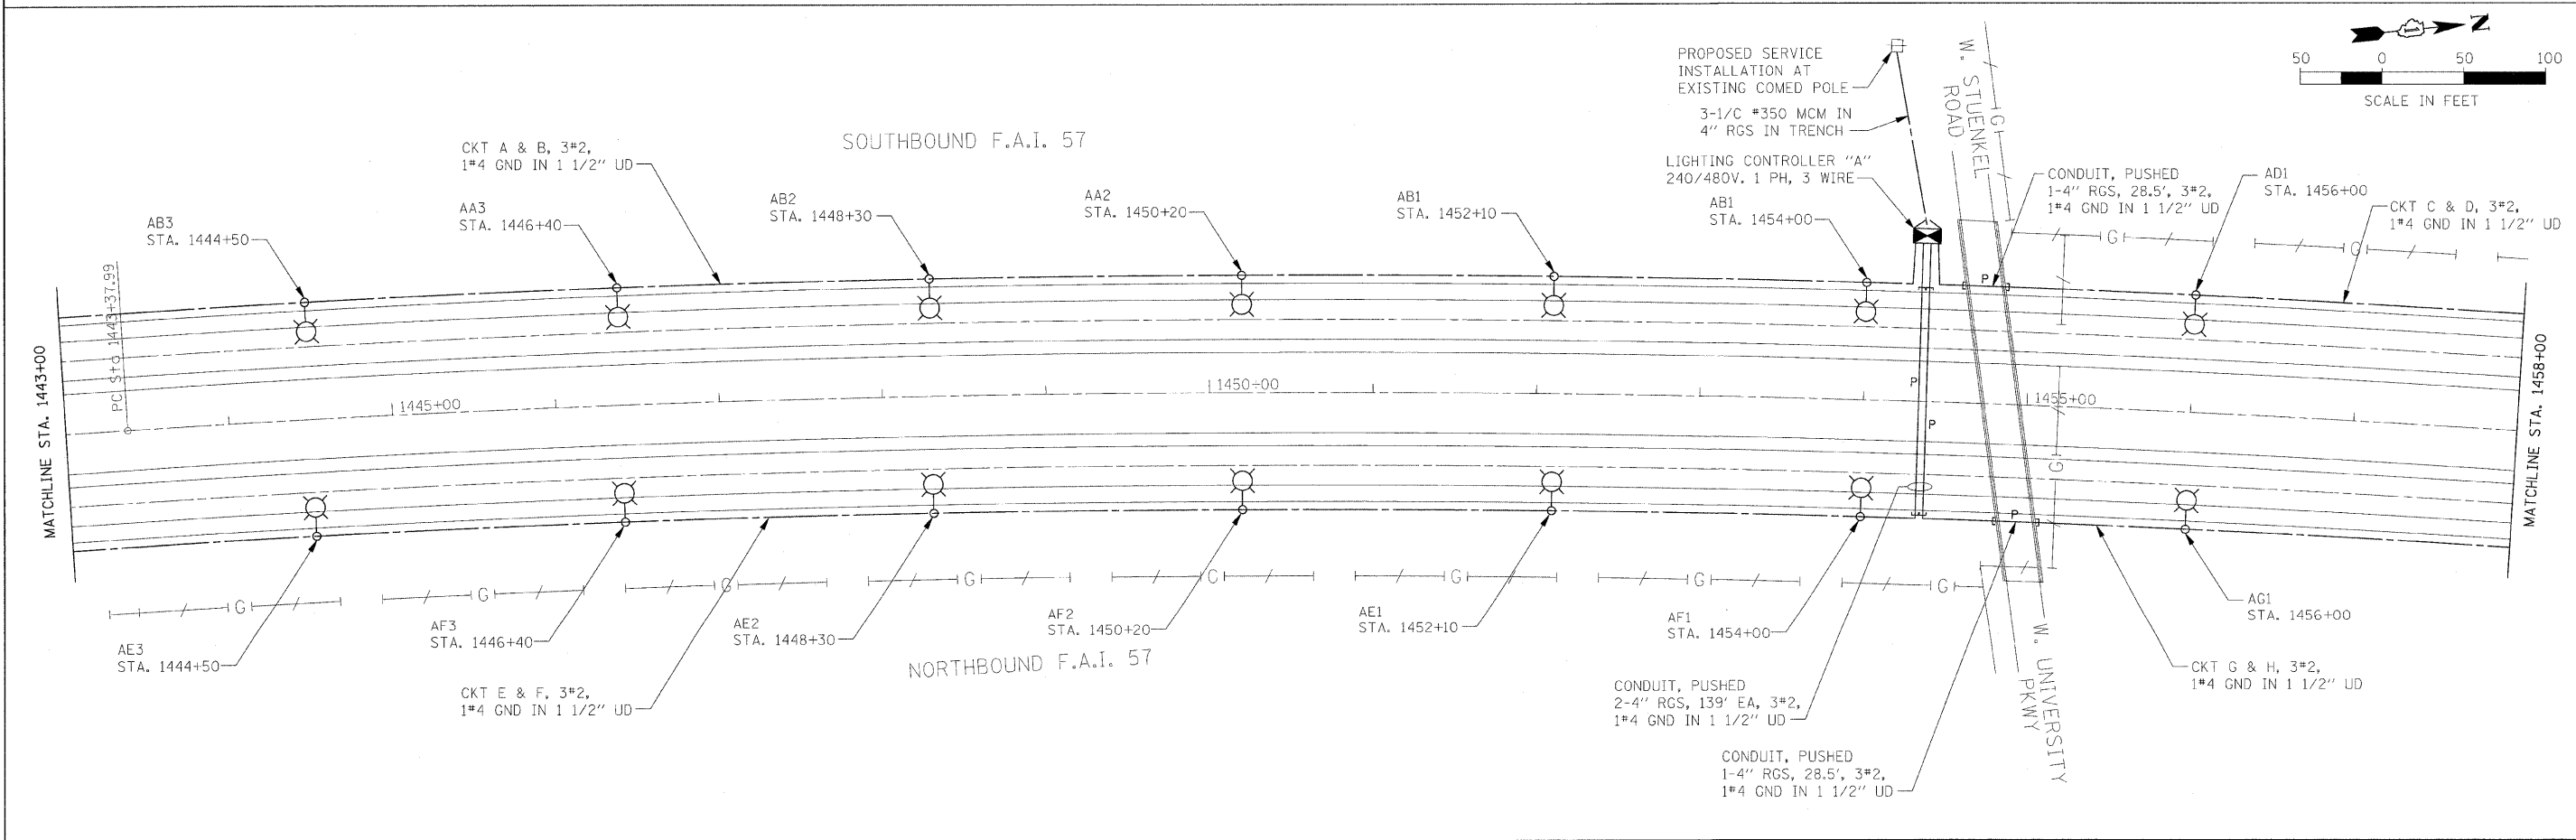 N
50 0 50 100
SCALE IN FEET
PROPOSED SERVICE
INSTALLATION AT
EXISTING COMED POLE
3-1/C #350 MCM IN
4" RGS IN TRENCH
LIGHTING CONTROLLER "A"
240/480V. 1 PH, 3 WIRE
W. STUENKEL
ROAD
G
SOUTHBOUND F.A.I. 57
CKT A & B, 3#2,
1#4 GND IN 1 1/2" UD
CONDUIT, PUSHED
1-4" RGS, 28.5', 3#2,
1#4 GND IN 1 1/2" UD
AD1
STA. 1456+00
CKT C & D, 3#2,
1#4 GND IN 1 1/2" UD
AB3
STA. 1444+50
AA3
STA. 1446+40
AB2
STA. 1448+30
AA2
STA. 1450+20
AB1
STA. 1452+10
AB1
STA. 1454+00
G
G
P
MATCHLINE STA. 1443+00
PC Sta 1443+37.99
1445+00
1450+00
1455+00
P
P
G
P
MATCHLINE STA. 1458+00
G
G
G
G
C
G
G
G
AE3
STA. 1444+50
AF3
STA. 1446+40
AE2
STA. 1448+30
AF2
STA. 1450+20
AE1
STA. 1452+10
AF1
STA. 1454+00
AG1
STA. 1456+00
NORTHBOUND F.A.I. 57
CKT E & F, 3#2,
1#4 GND IN 1 1/2" UD
CONDUIT, PUSHED
2-4" RGS, 139' EA, 3#2,
1#4 GND IN 1 1/2" UD
CONDUIT, PUSHED
1-4" RGS, 28.5', 3#2,
1#4 GND IN 1 1/2" UD
W. UNIVERSITY
PKWY
CKT G & H, 3#2,
1#4 GND IN 1 1/2" UD